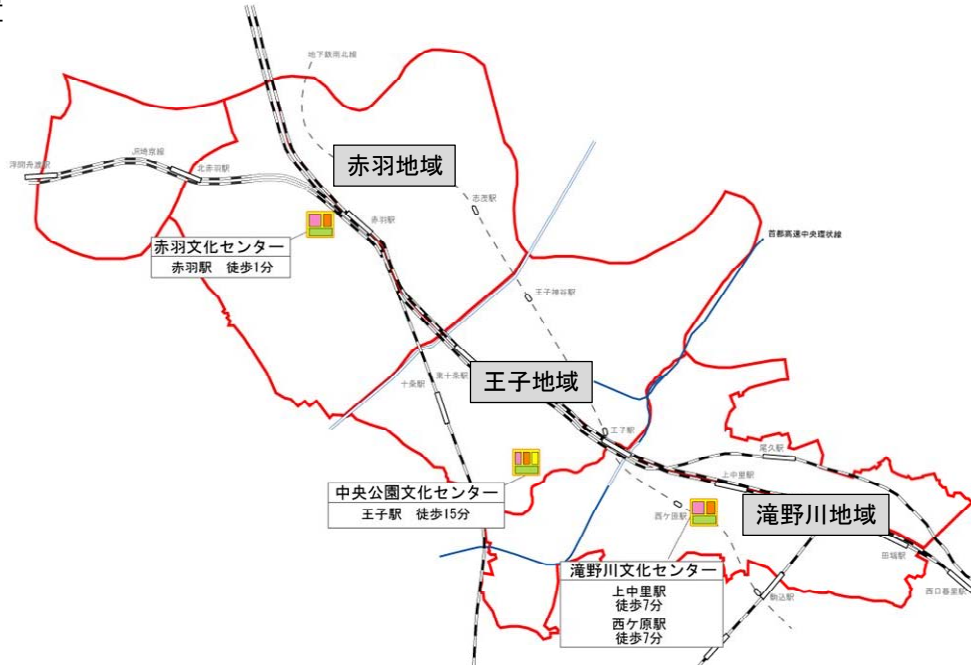 地下鉄南北線
赤羽地域
浮間舟渡駅
JR埼京線
北赤羽駅
志茂駅
赤羽駅
赤羽文化センター
赤羽駅 徒歩1分
首都高速中央環状線
王子神谷駅
東十条駅
十条駅
王子地域
王子駅
尾久駅
上中里駅
中央公園文化センター
王子駅 徒歩15分
西ケ原駅
滝野川地域
田端駅
滝野川文化センター
上中里駅
徒歩7分
西ケ原駅
徒歩7分
駒込駅
西日暮里駅